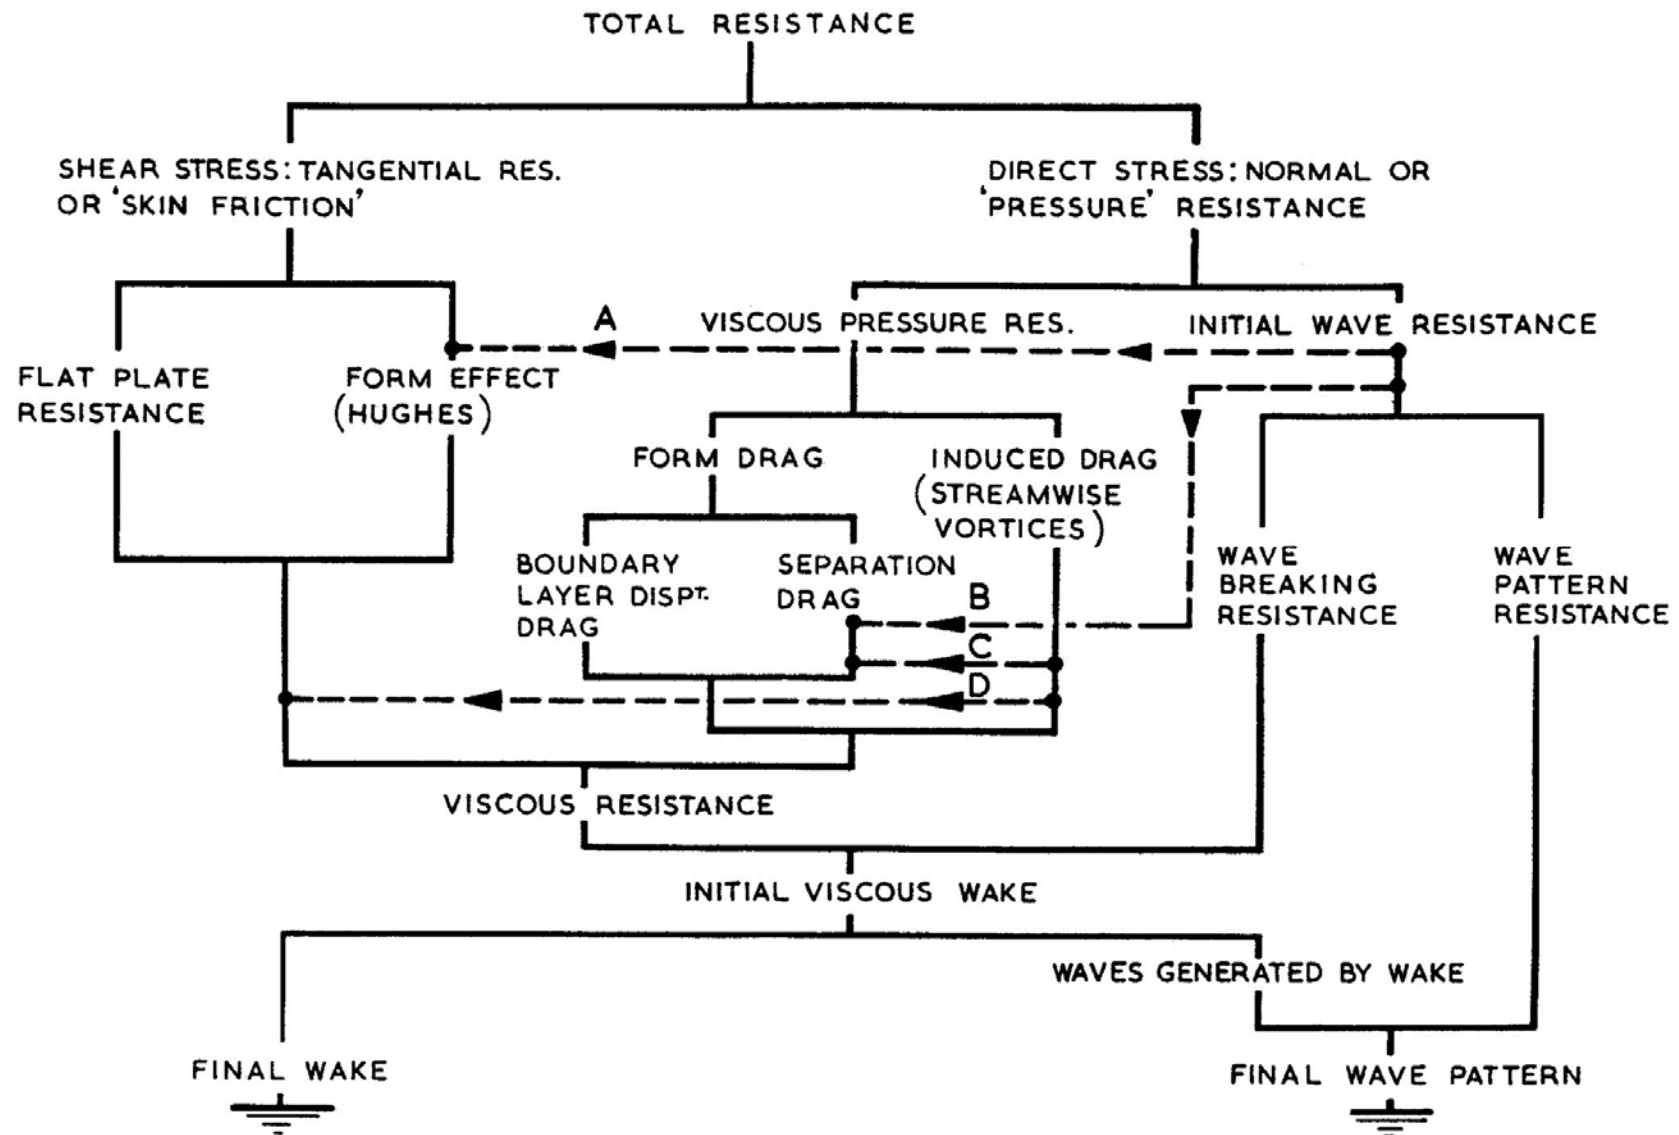 TOTAL RESISTANCE
SHEAR STRESS: TANGENTIAL RES.
OR 'SKIN FRICTION'
DIRECT STRESS: NORMAL OR
'PRESSURE' RESISTANCE
A
VISCOUS PRESSURE RES.
INITIAL WAVE RESISTANCE
FLAT PLATE
RESISTANCE
FORM EFFECT
(HUGHES)
FORM DRAG
INDUCED DRAG
(STREAMWISE
VORTICES)
BOUNDARY
LAYER DISPT.
DRAG
SEPARATION
DRAG
B
C
D
WAVE
BREAKING
RESISTANCE
WAVE
PATTERN
RESISTANCE
VISCOUS RESISTANCE
INITIAL VISCOUS WAKE
WAVES GENERATED BY WAKE
FINAL WAKE
FINAL WAVE PATTERN